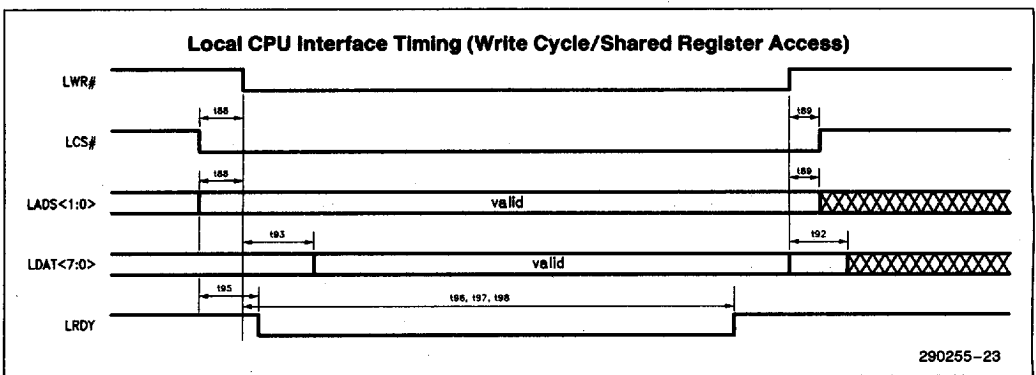 Local CPU Interface Timing (Write Cycle/Shared Register Access)
LWR#
t88
t89
LCS#
t88
t89
LADS<1:0>
valid
t93
t92
LDAT<7:0>
valid
t95
t96, t97, t98
LRDY
290255-23